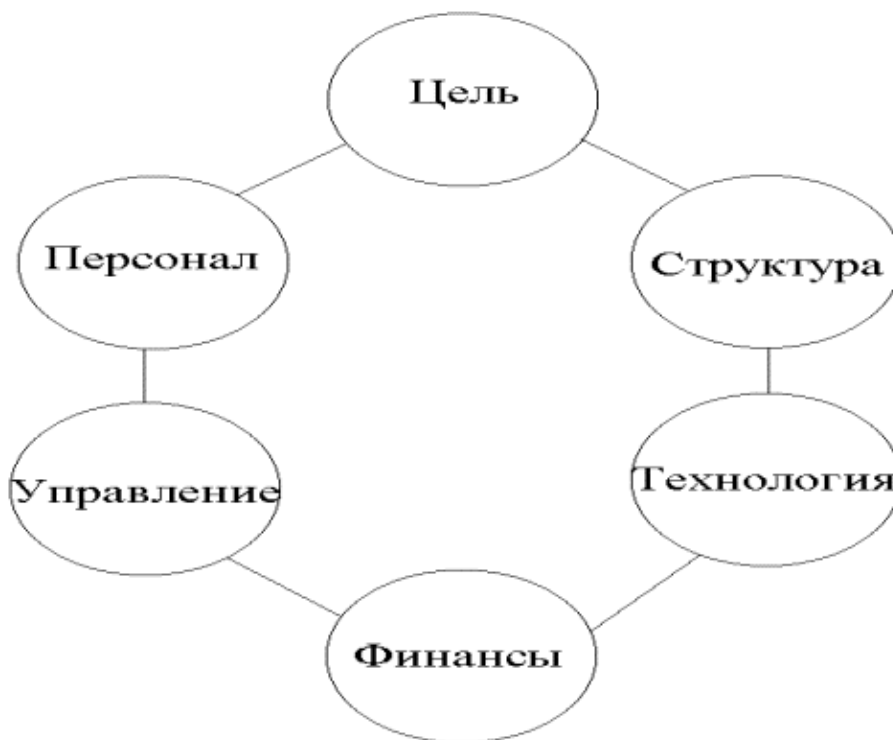 Цель
Персонал
Структура
Управление
Технология
Финансы